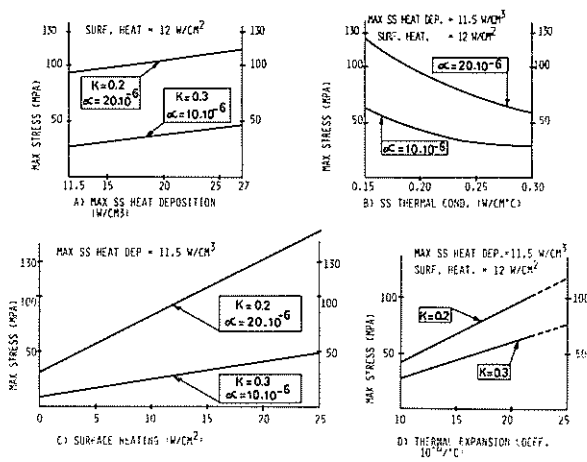 SURF. HEAT = 12 W/CM²
130
100
50
MAX STRESS (MPA)
K=0.2
∝=20.10⁻⁶
K=0.3
∝=10.10⁻⁶
130
100
50
11.5
15
20
25
27
A) MAX SS HEAT DEPOSITION
(W/CM3)
MAX SS HEAT DEP. = 11.5 W/CM³
SURF. HEAT. = 12 W/CM²
130
100
50
MAX STRESS (MPA)
∝=20.10⁻⁶
∝=10.10⁻⁶
130
100
50
0.15
0.20
0.25
0.30
B) SS THERMAL COND. (W/CM°C)
MAX SS HEAT DEP = 11.5 W/CM³
130
100
50
MAX STRESS (MPA)
K=0.2
∝=20.10⁻⁶
K=0.3
∝=10.10⁻⁶
130
100
50
0
5
10
15
20
25
C) SURFACE HEATING (W/CM²)
MAX SS HEAT DEP.=11.5 W/CM³
SURF. HEAT. = 12 W/CM²
100
50
MAX STRESS (MPA)
K=0.2
K=0.3
100
50
10
15
20
25
D) THERMAL EXPANSION COEFF.